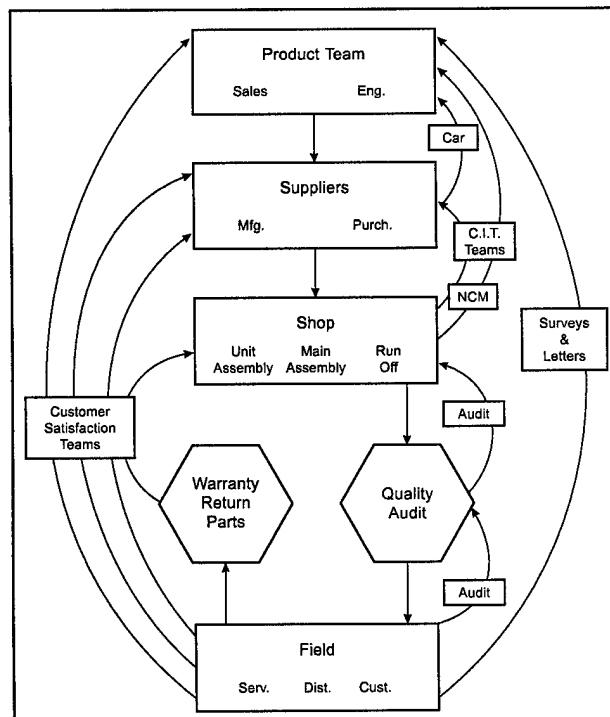 Product Team
Sales Eng.
Car
Suppliers
Mfg. Purch.
C.I.T.
Teams
NCM
Shop
Unit
Assembly
Main
Assembly
Run
Off
Surveys
&
Letters
Customer
Satisfaction
Teams
Audit
Warranty
Return
Parts
Quality
Audit
Audit
Field
Serv. Dist. Cust.